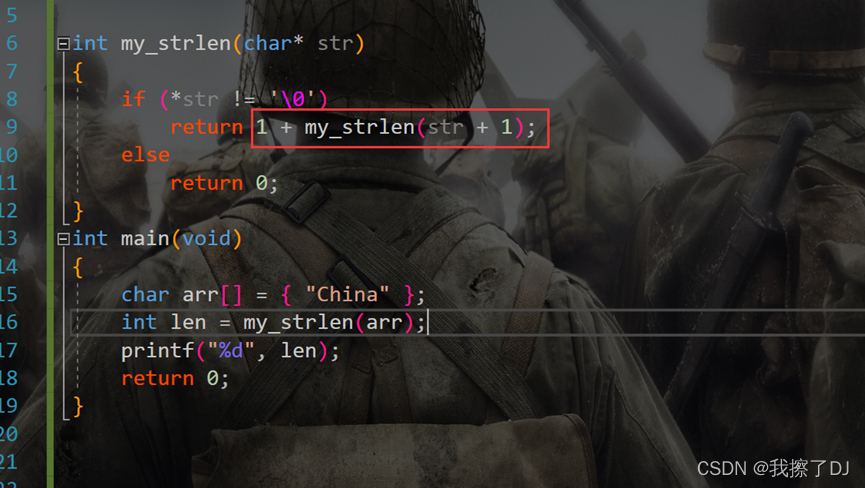 5
6 int my_strlen(char* str)
7 {
8 if (*str != '\0')
9 return 1 + my_strlen(str + 1);
10 else
11 return 0;
12 }
13 int main(void)
14 {
15 char arr[] = { "China" };
16 int len = my_strlen(arr);
17 printf("%d", len);
18 return 0;
19 }
20
21
22
CSDN @我擦了DJ